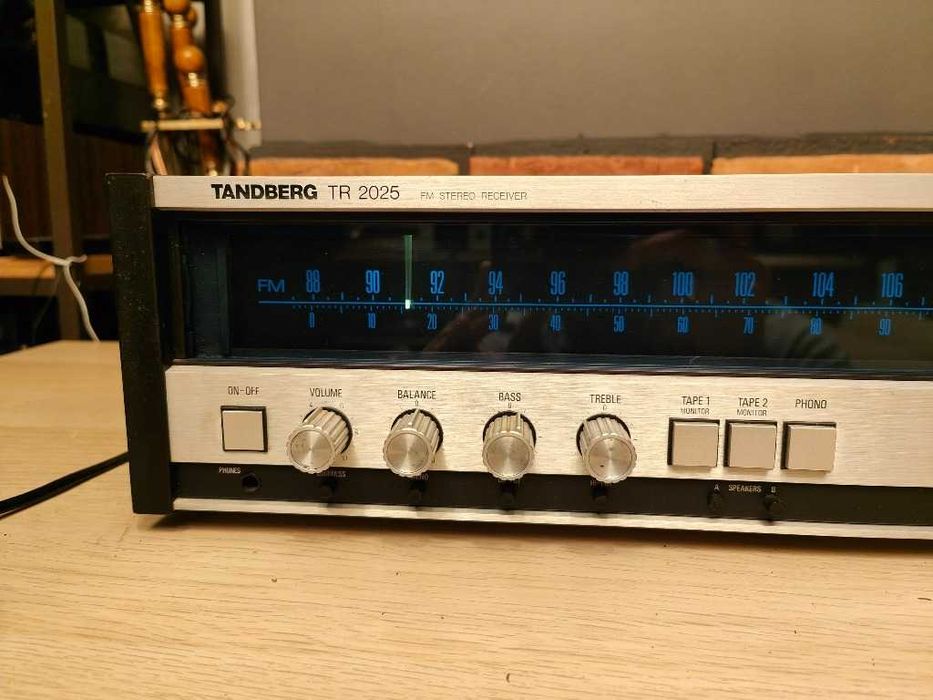 TANDBERG TR 2025 FM STEREO RECEIVER
FM 88 90 92 94 96 98 100 102 104 106
0 10 20 30 40 50 60 70 80 90
ON-OFF VOLUME BALANCE BASS TREBLE TAPE 1 TAPE 2 PHONO
MONITOR MONITOR
PHONES
A SPEAKERS B